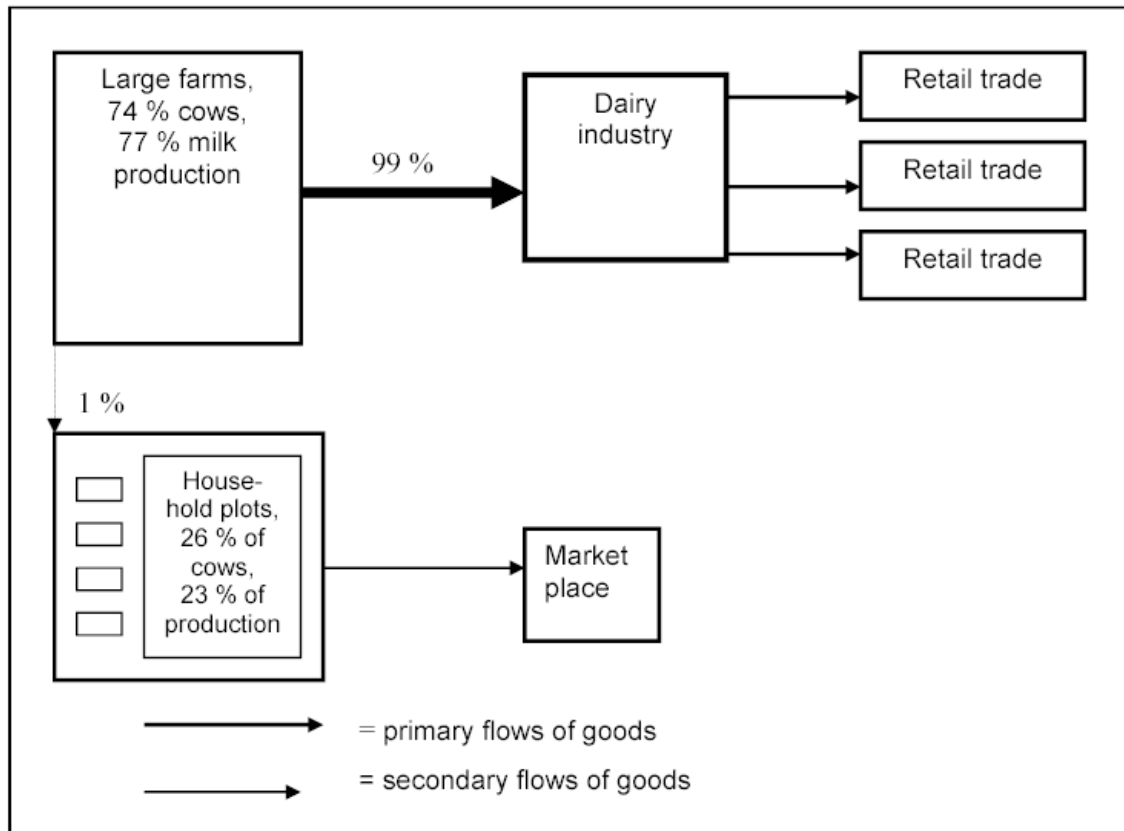 Large farms,
74 % cows,
77 % milk
production
99 %
Dairy
industry
Retail trade
Retail trade
Retail trade
1 %
House-
hold plots,
26 % of
cows,
23 % of
production
Market
place
= primary flows of goods
= secondary flows of goods